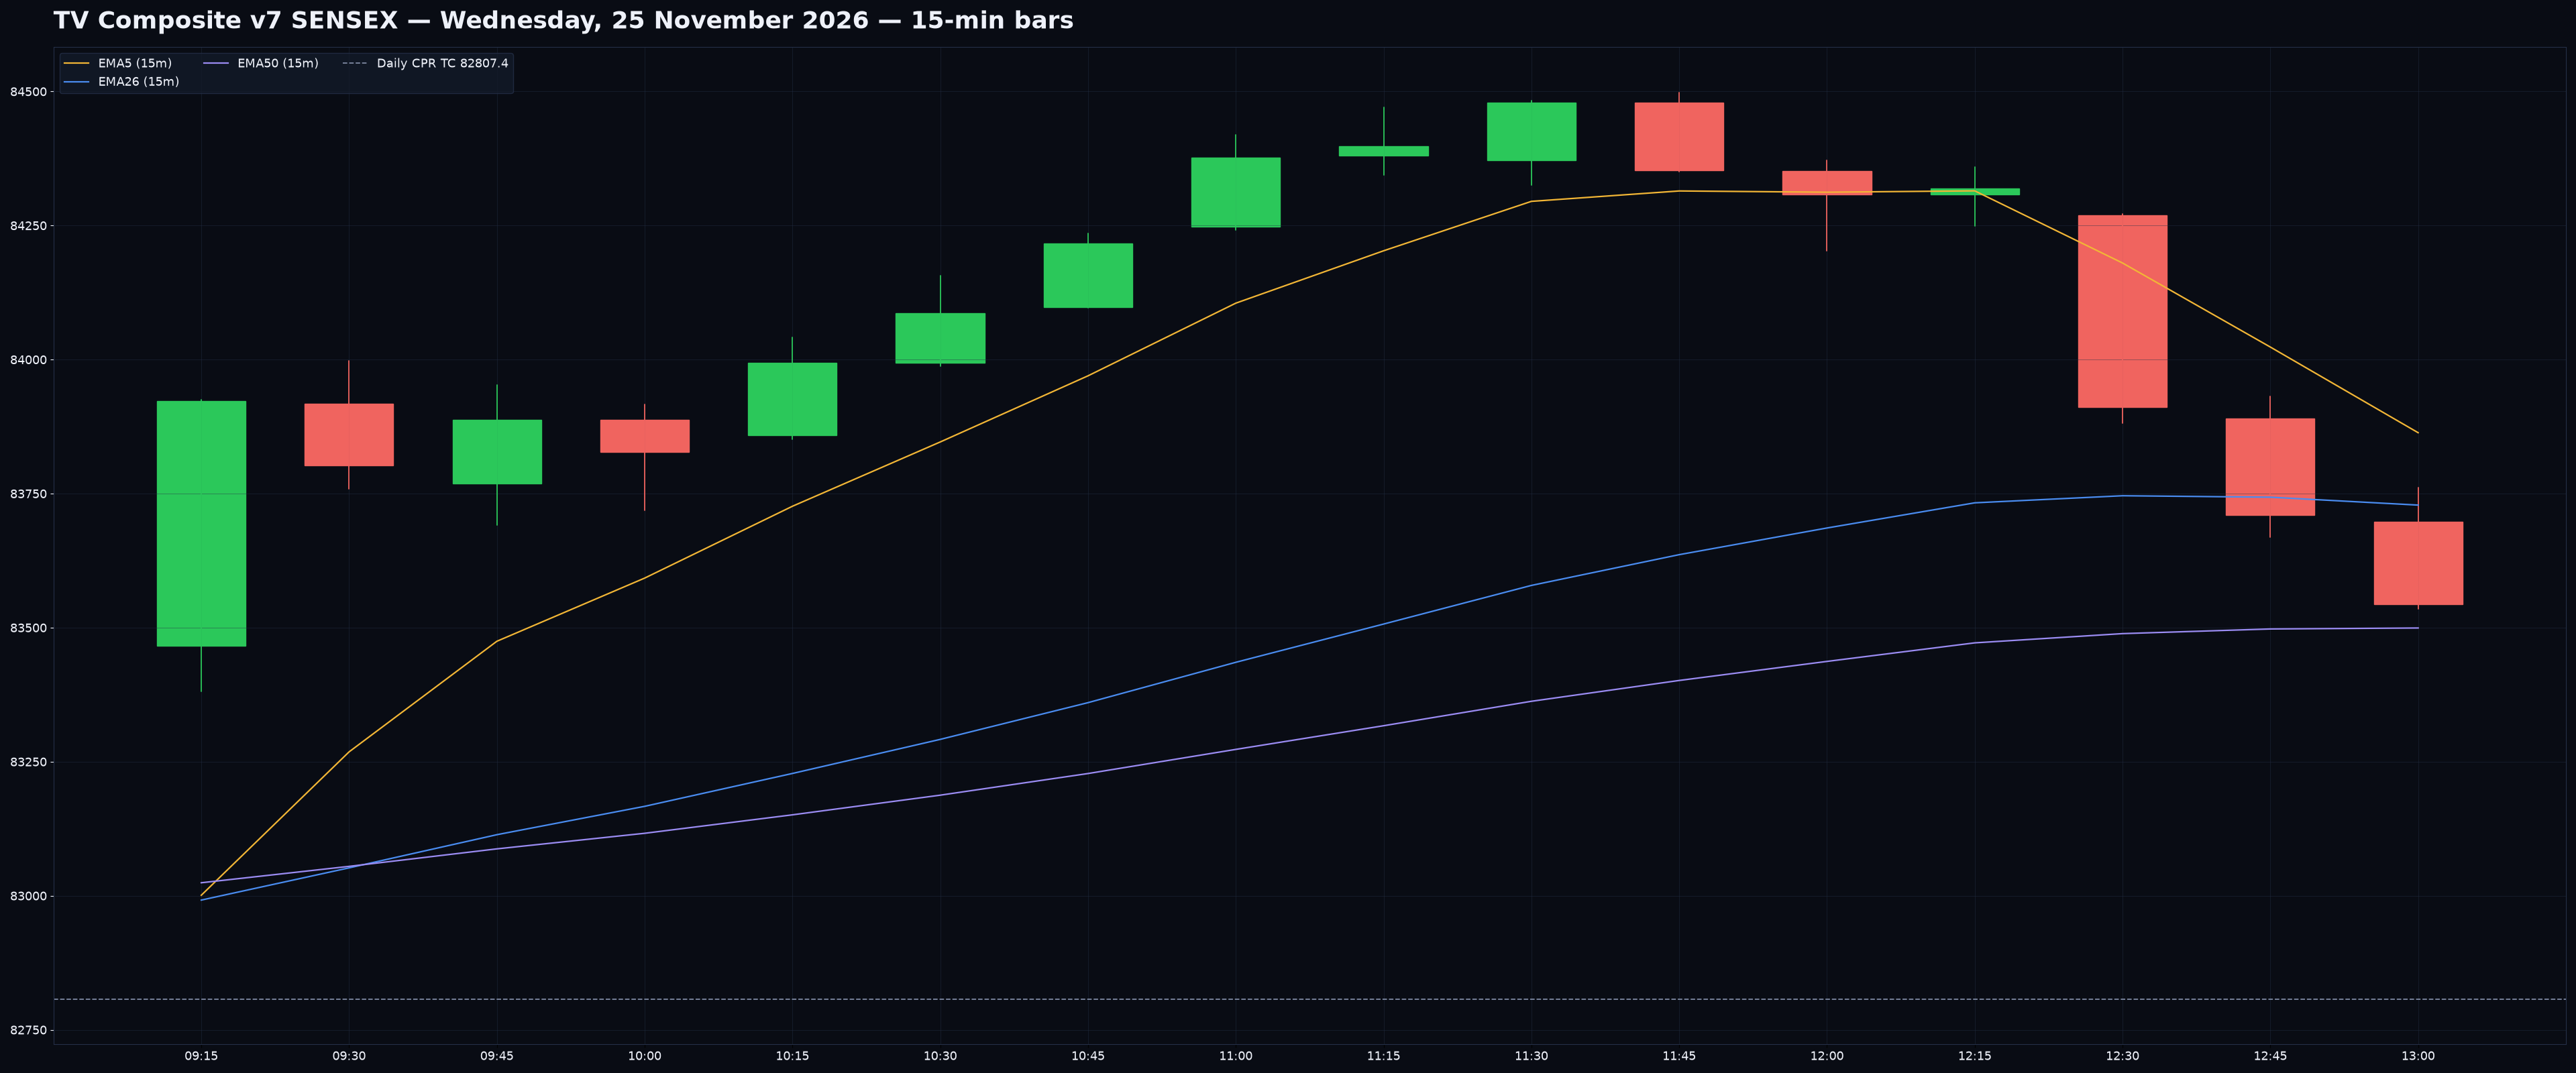 TV Composite v7 SENSEX — Wednesday, 25 November 2026 — 15-min bars
EMA5 (15m) EMA50 (15m) Daily CPR TC 82807.4
EMA26 (15m)
84500
84250
84000
83750
83500
83250
83000
82750
09:15 09:30 09:45 10:00 10:15 10:30 10:45 11:00 11:15 11:30 11:45 12:00 12:15 12:30 12:45 13:00